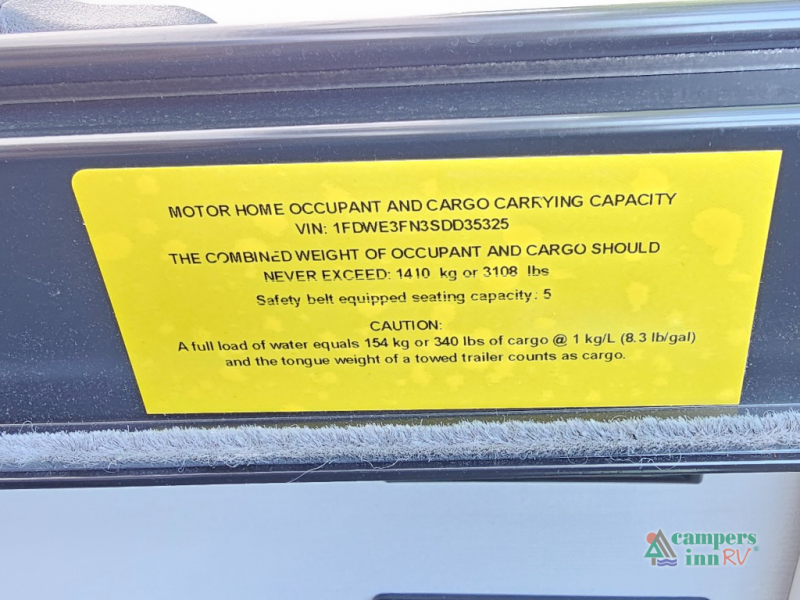 MOTOR HOME OCCUPANT AND CARGO CARRYING CAPACITY
VIN: 1FDWE3FN3SDD35325
THE COMBINED WEIGHT OF OCCUPANT AND CARGO SHOULD
NEVER EXCEED: 1410 kg or 3108 lbs
Safety belt equipped seating capacity: 5
CAUTION:
A full load of water equals 154 kg or 340 lbs of cargo @ 1 kg/L (8.3 lb/gal)
and the tongue weight of a towed trailer counts as cargo.
campers
inn RV®